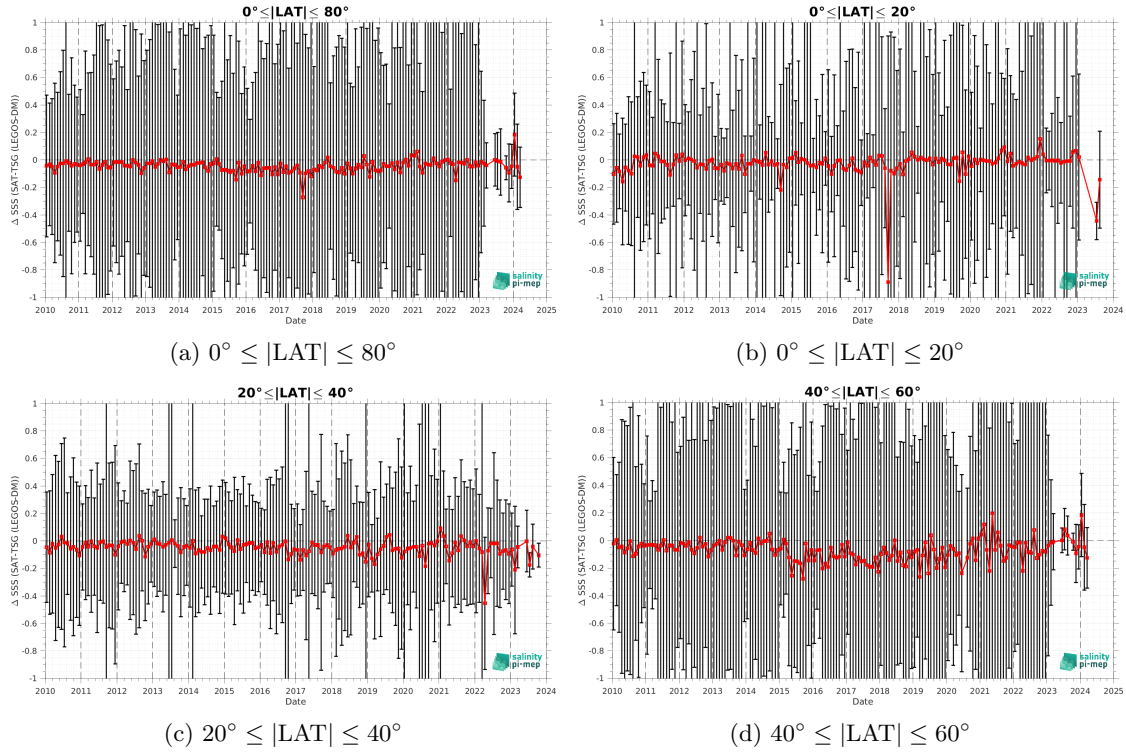 0°≤|LAT|≤ 80°
Δ SSS (SAT-TSG (LEGOS-DM))
1
0.8
0.6
0.4
0.2
0
-0.2
-0.4
-0.6
-0.8
-1
2010 2011 2012 2013 2014 2015 2016 2017 2018 2019 2020 2021 2022 2023 2024 2025
Date
salinity
pi-mep
(a) 0° ≤ |LAT| ≤ 80°
0°≤|LAT|≤ 20°
Δ SSS (SAT-TSG (LEGOS-DM))
1
0.8
0.6
0.4
0.2
0
-0.2
-0.4
-0.6
-0.8
-1
2010 2011 2012 2013 2014 2015 2016 2017 2018 2019 2020 2021 2022 2023 2024
Date
salinity
pi-mep
(b) 0° ≤ |LAT| ≤ 20°
20°≤|LAT|≤ 40°
Δ SSS (SAT-TSG (LEGOS-DM))
1
0.8
0.6
0.4
0.2
0
-0.2
-0.4
-0.6
-0.8
-1
2010 2011 2012 2013 2014 2015 2016 2017 2018 2019 2020 2021 2022 2023 2024
Date
salinity
pi-mep
(c) 20° ≤ |LAT| ≤ 40°
40°≤|LAT|≤ 60°
Δ SSS (SAT-TSG (LEGOS-DM))
1
0.8
0.6
0.4
0.2
0
-0.2
-0.4
-0.6
-0.8
-1
2010 2011 2012 2013 2014 2015 2016 2017 2018 2019 2020 2021 2022 2023 2024 2025
Date
salinity
pi-mep
(d) 40° ≤ |LAT| ≤ 60°